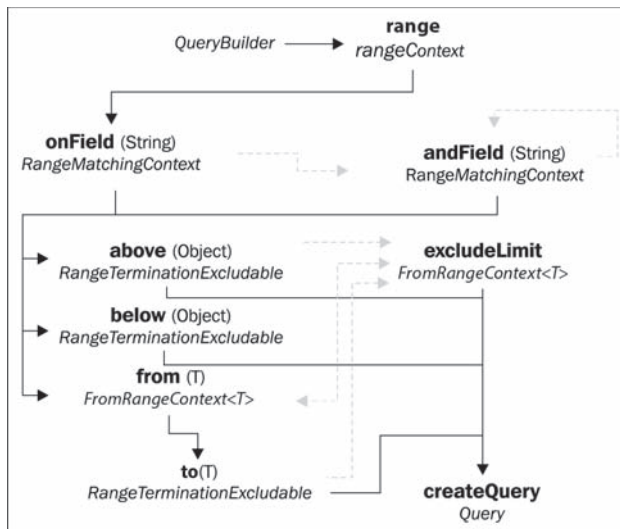 range
QueryBuilder
rangeContext
onField (String)
RangeMatchingContext
andField (String)
RangeMatchingContext
above (Object)
RangeTerminationExcludable
excludeLimit
FromRangeContext<T>
below (Object)
RangeTerminationExcludable
from (T)
FromRangeContext<T>
to(T)
RangeTerminationExcludable
createQuery
Query